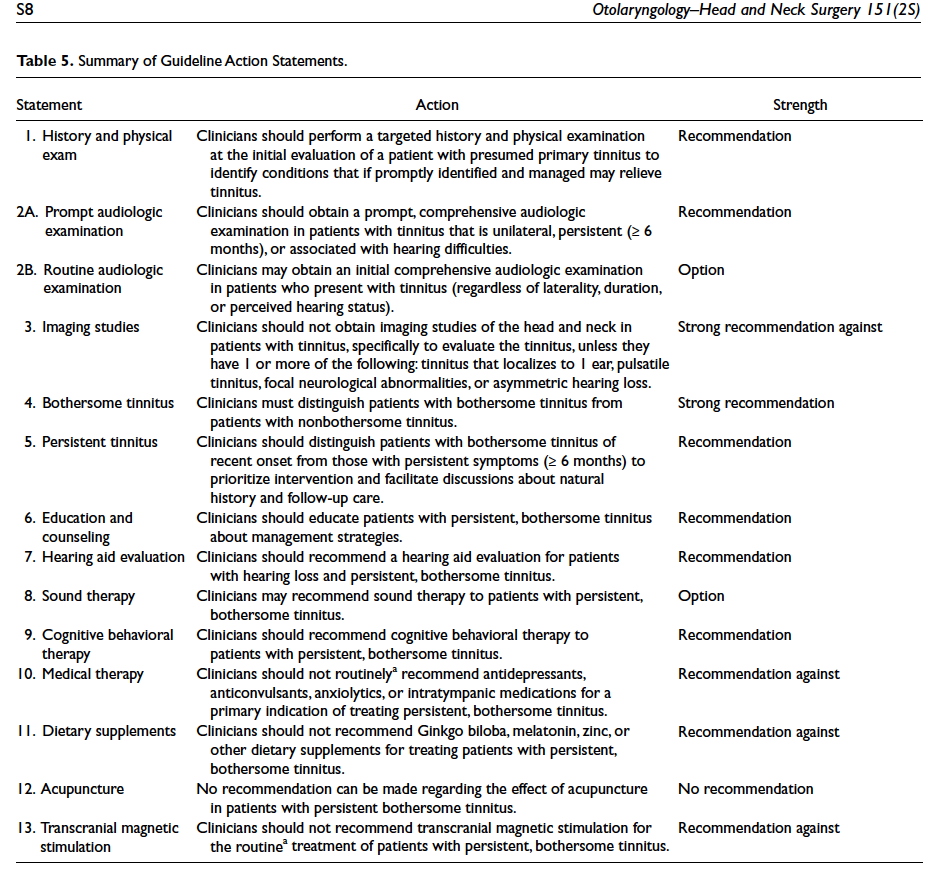 S8
Otolaryngology–Head and Neck Surgery 151(2S)
Table 5. Summary of Guideline Action Statements.
Statement Action Strength
1. History and physical Clinicians should perform a targeted history and physical examination Recommendation
exam at the initial evaluation of a patient with presumed primary tinnitus to
identify conditions that if promptly identified and managed may relieve
tinnitus.
2A. Prompt audiologic Clinicians should obtain a prompt, comprehensive audiologic Recommendation
examination examination in patients with tinnitus that is unilateral, persistent (≥ 6
months), or associated with hearing difficulties.
2B. Routine audiologic Clinicians may obtain an initial comprehensive audiologic examination Option
examination in patients who present with tinnitus (regardless of laterality, duration,
or perceived hearing status).
3. Imaging studies Clinicians should not obtain imaging studies of the head and neck in Strong recommendation against
patients with tinnitus, specifically to evaluate the tinnitus, unless they
have 1 or more of the following: tinnitus that localizes to 1 ear, pulsatile
tinnitus, focal neurological abnormalities, or asymmetric hearing loss.
4. Bothersome tinnitus Clinicians must distinguish patients with bothersome tinnitus from Strong recommendation
patients with nonbothersome tinnitus.
5. Persistent tinnitus Clinicians should distinguish patients with bothersome tinnitus of Recommendation
recent onset from those with persistent symptoms (≥ 6 months) to
prioritize intervention and facilitate discussions about natural
history and follow-up care.
6. Education and Clinicians should educate patients with persistent, bothersome tinnitus Recommendation
counseling about management strategies.
7. Hearing aid evaluation Clinicians should recommend a hearing aid evaluation for patients Recommendation
with hearing loss and persistent, bothersome tinnitus.
8. Sound therapy Clinicians may recommend sound therapy to patients with persistent, Option
bothersome tinnitus.
9. Cognitive behavioral Clinicians should recommend cognitive behavioral therapy to Recommendation
therapy patients with persistent, bothersome tinnitus.
10. Medical therapy Clinicians should not routinelyᵃ recommend antidepressants, Recommendation against
anticonvulsants, anxiolytics, or intratympanic medications for a
primary indication of treating persistent, bothersome tinnitus.
11. Dietary supplements Clinicians should not recommend Ginkgo biloba, melatonin, zinc, or Recommendation against
other dietary supplements for treating patients with persistent,
bothersome tinnitus.
12. Acupuncture No recommendation can be made regarding the effect of acupuncture No recommendation
in patients with persistent bothersome tinnitus.
13. Transcranial magnetic Clinicians should not recommend transcranial magnetic stimulation for Recommendation against
stimulation the routineᵃ treatment of patients with persistent, bothersome tinnitus.